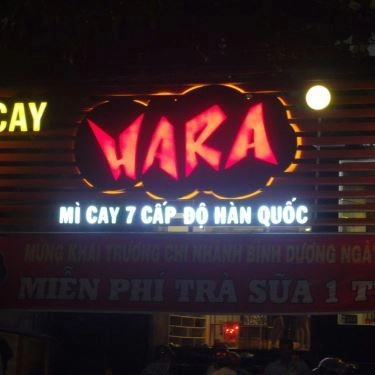 CAY
HARA
MÌ CAY 7 CẤP ĐỘ HÀN QUỐC
MỪNG KHAI TRƯƠNG CHI NHÁNH BÌNH DƯƠNG NGÀ
MIỄN PHÍ TRÀ SỮA 1 T